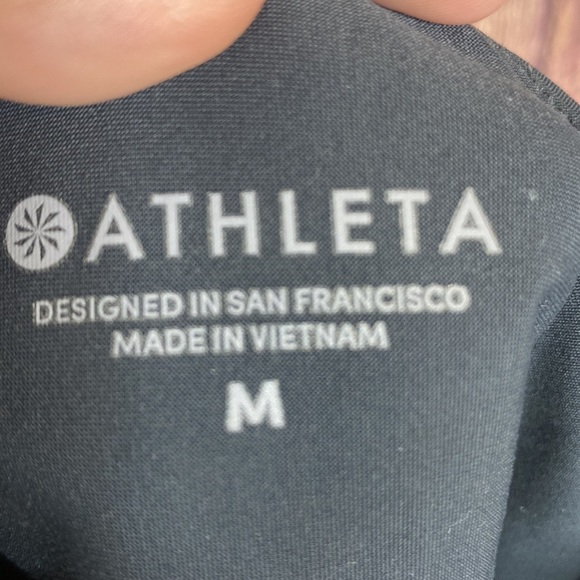 ATHLETA
DESIGNED IN SAN FRANCISCO
MADE IN VIETNAM
M